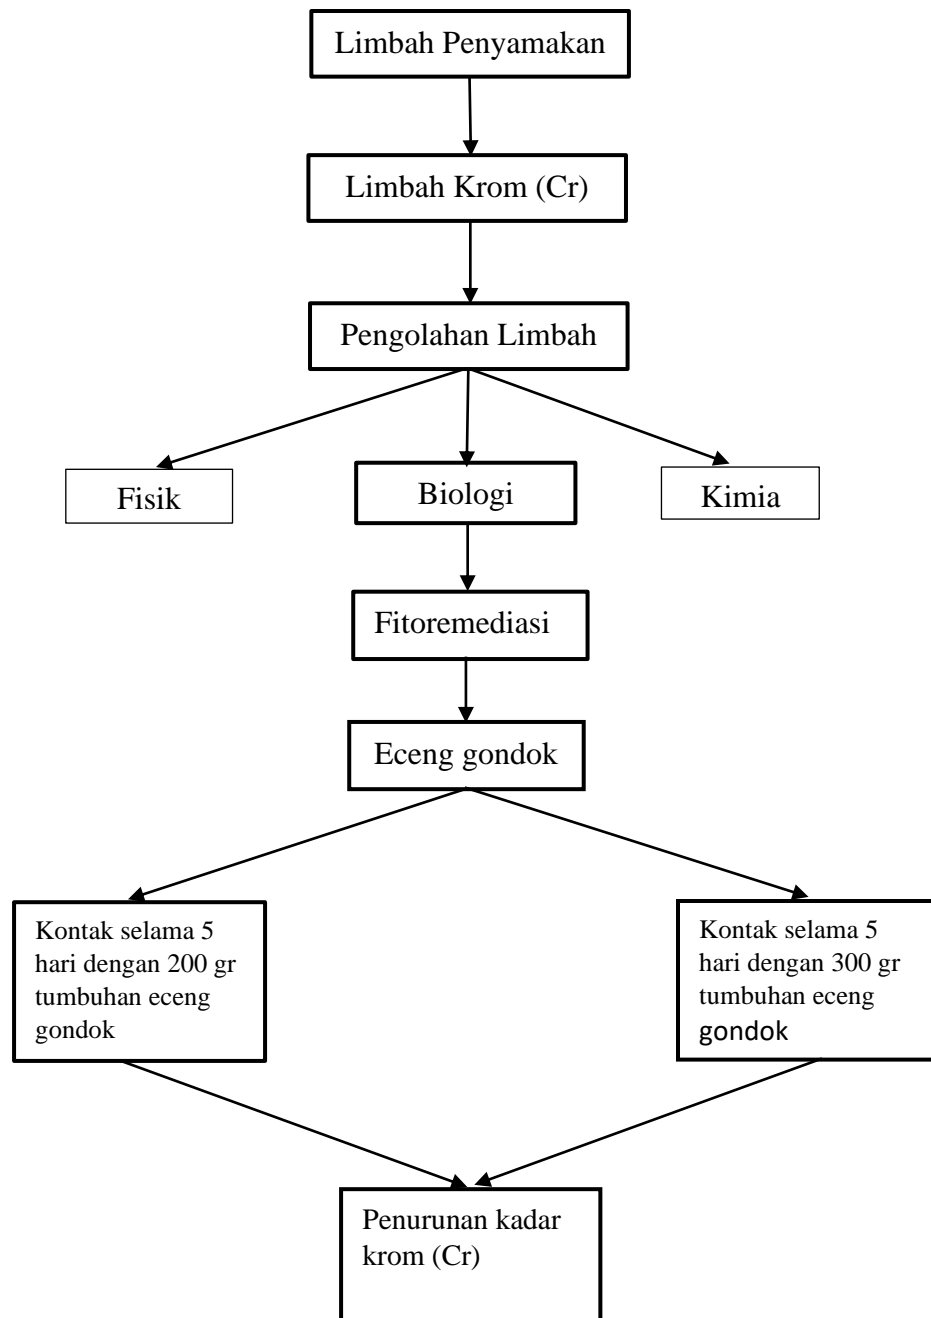 Limbah Penyamakan
Limbah Krom (Cr)
Pengolahan Limbah
Fisik
Biologi
Kimia
Fitoremediasi
Eceng gondok
Kontak selama 5
hari dengan 200 gr
tumbuhan eceng
gondok
Kontak selama 5
hari dengan 300 gr
tumbuhan eceng
gondok
Penurunan kadar
krom (Cr)